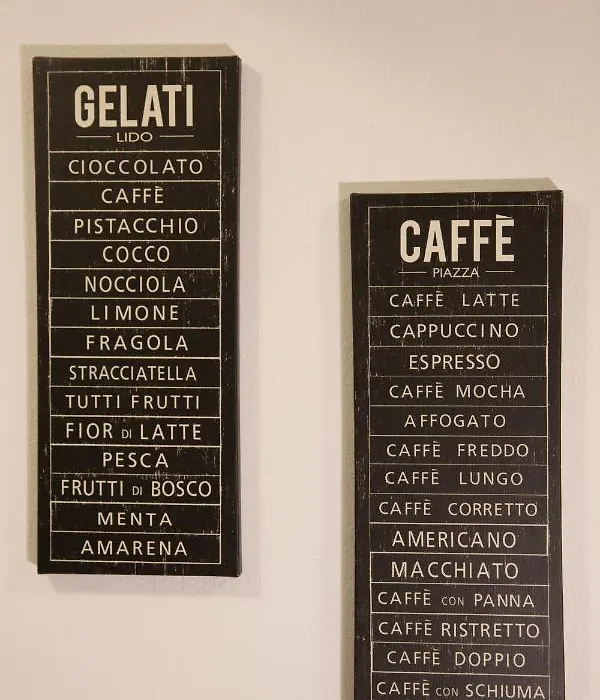 GELATI
LIDO
CIOCCOLATO
CAFFÈ
PISTACCHIO
COCCO
NOCCIOLA
LIMONE
FRAGOLA
STRACCIATELLA
TUTTI FRUTTI
FIOR DI LATTE
PESCA
FRUTTI DI BOSCO
MENTA
AMARENA
CAFFÈ
PIAZZA
CAFFÈ LATTE
CAPPUCCINO
ESPRESSO
CAFFÈ MOCHA
AFFOGATO
CAFFÈ FREDDO
CAFFÈ LUNGO
CAFFÈ CORRETTO
AMERICANO
MACCHIATO
CAFFÈ CON PANNA
CAFFÈ RISTRETTO
CAFFÈ DOPPIO
CAFFÈ CON SCHIUMA